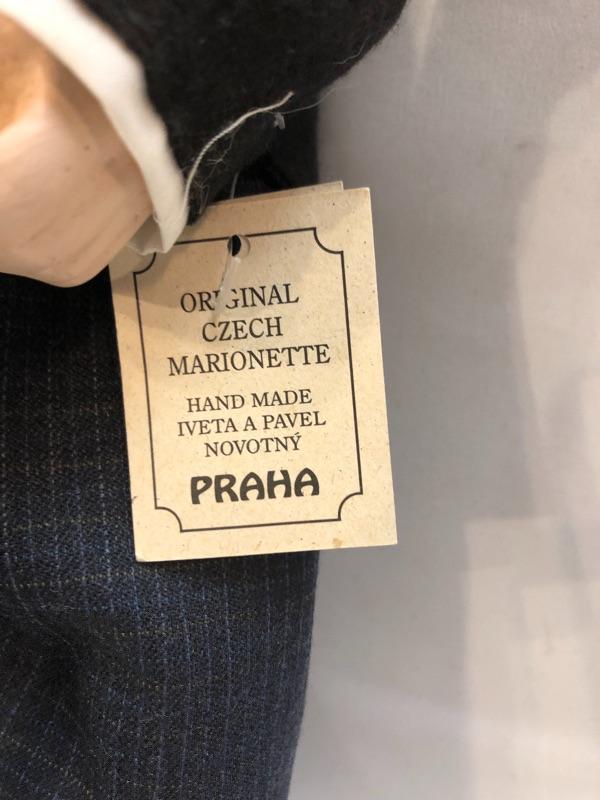 ORIGINAL
CZECH
MARIONETTE
HAND MADE
IVETA A PAVEL
NOVOTNÝ
PRAHA